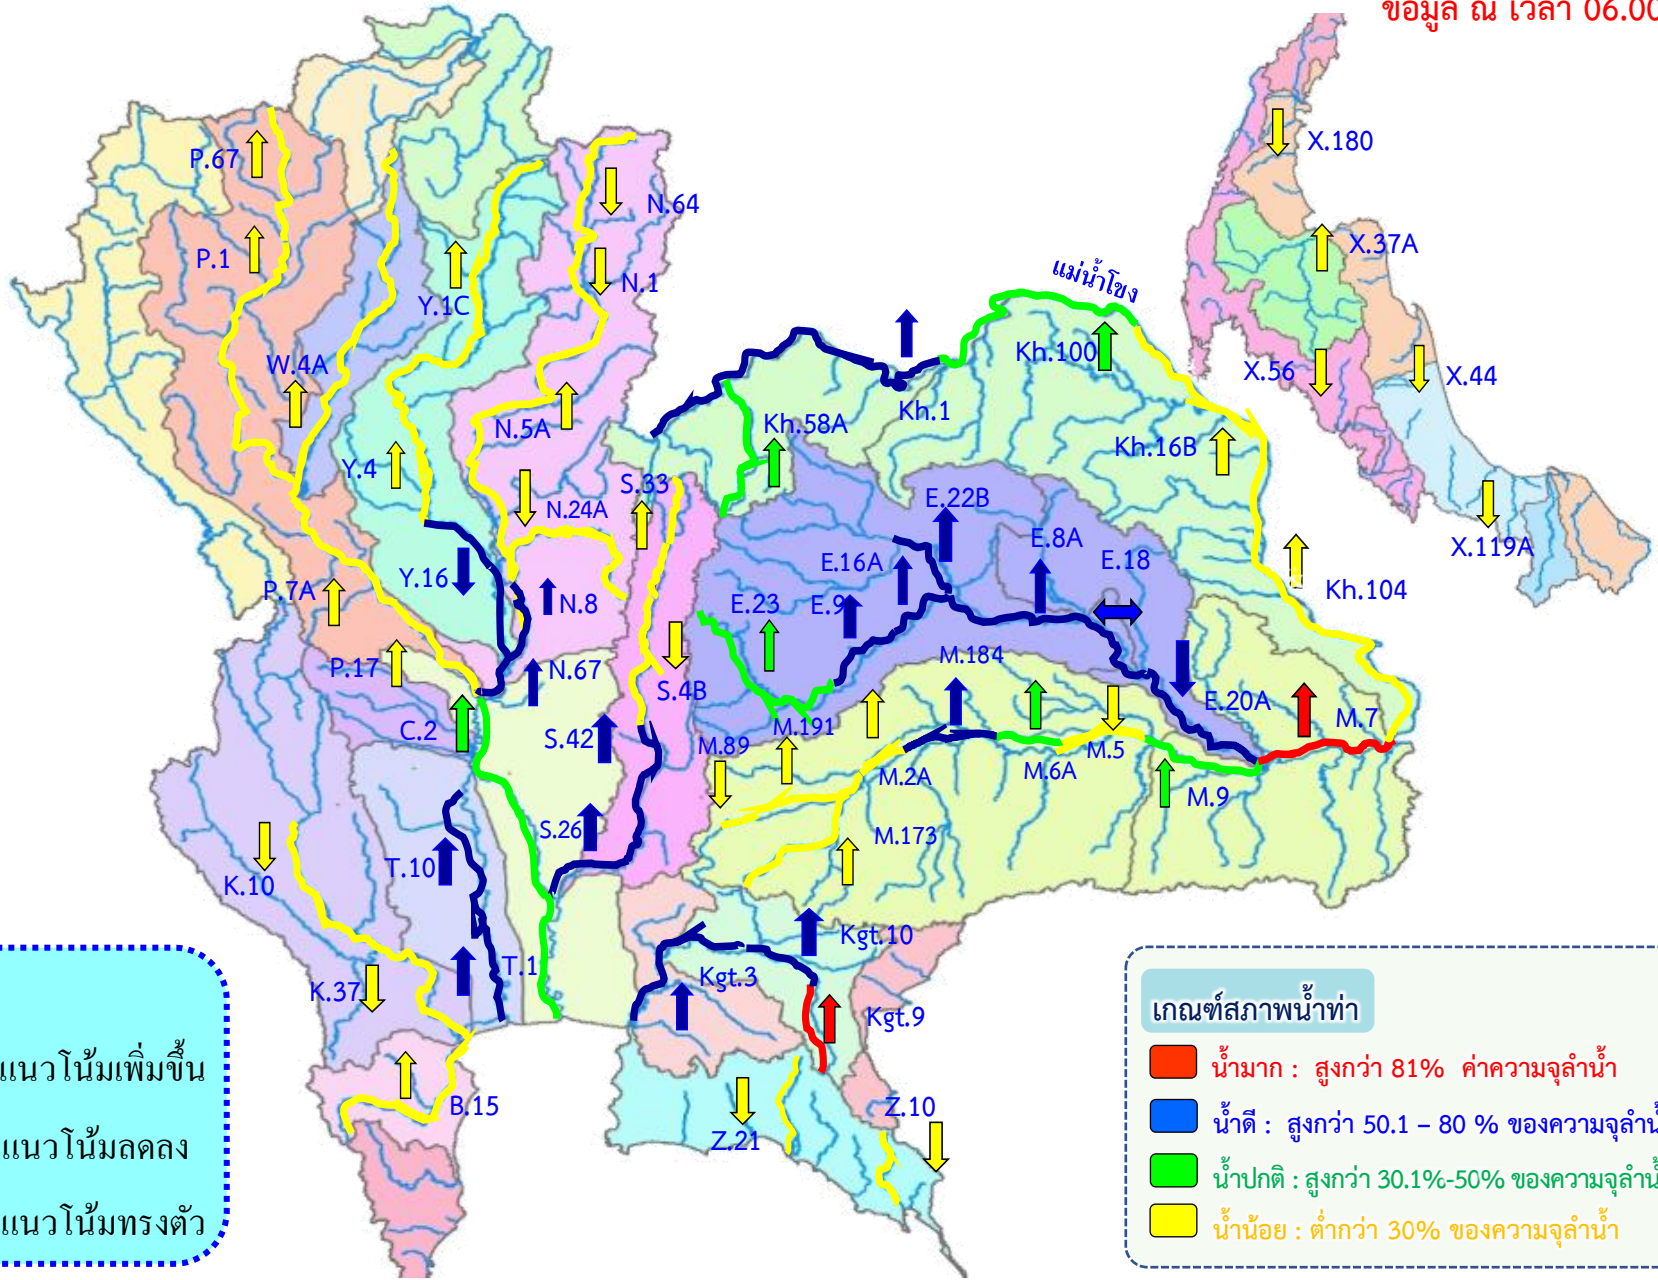 ข้อมูล ณ เวลา 06.00
P.67
X.180
N.64
P.1
X.37A
N.1
Y.1C
แม่น้ำโขง
Kh.100
W.4A
X.56
X.44
Kh.1
N.5A
Kh.58A
Kh.16B
Y.4
S.33
N.24A
E.22B
E.8A
X.119A
E.16A
E.18
Y.16
P.7A
N.8
E.23
E.9
Kh.104
P.17
N.67
M.184
S.4B
E.20A
C.2
S.42
M.89
M.191
M.7
M.5
M.2A
M.6A
M.9
S.26
M.173
T.10
K.10
Kgt.10
T.1
Kgt.3
K.37
Kgt.9
B.15
Z.10
Z.21
แนวโน้มเพิ่มขึ้น
แนวโน้มลดลง
แนวโน้มทรงตัว
เกณฑ์สภาพน้ำท่า
น้ำมาก : สูงกว่า 81% ค่าความจุลำน้ำ
น้ำดี : สูงกว่า 50.1 – 80 % ของความจุลำน้ำ
น้ำปกติ : สูงกว่า 30.1%-50% ของความจุลำน้ำ
น้ำน้อย : ต่ำกว่า 30% ของความจุลำน้ำ